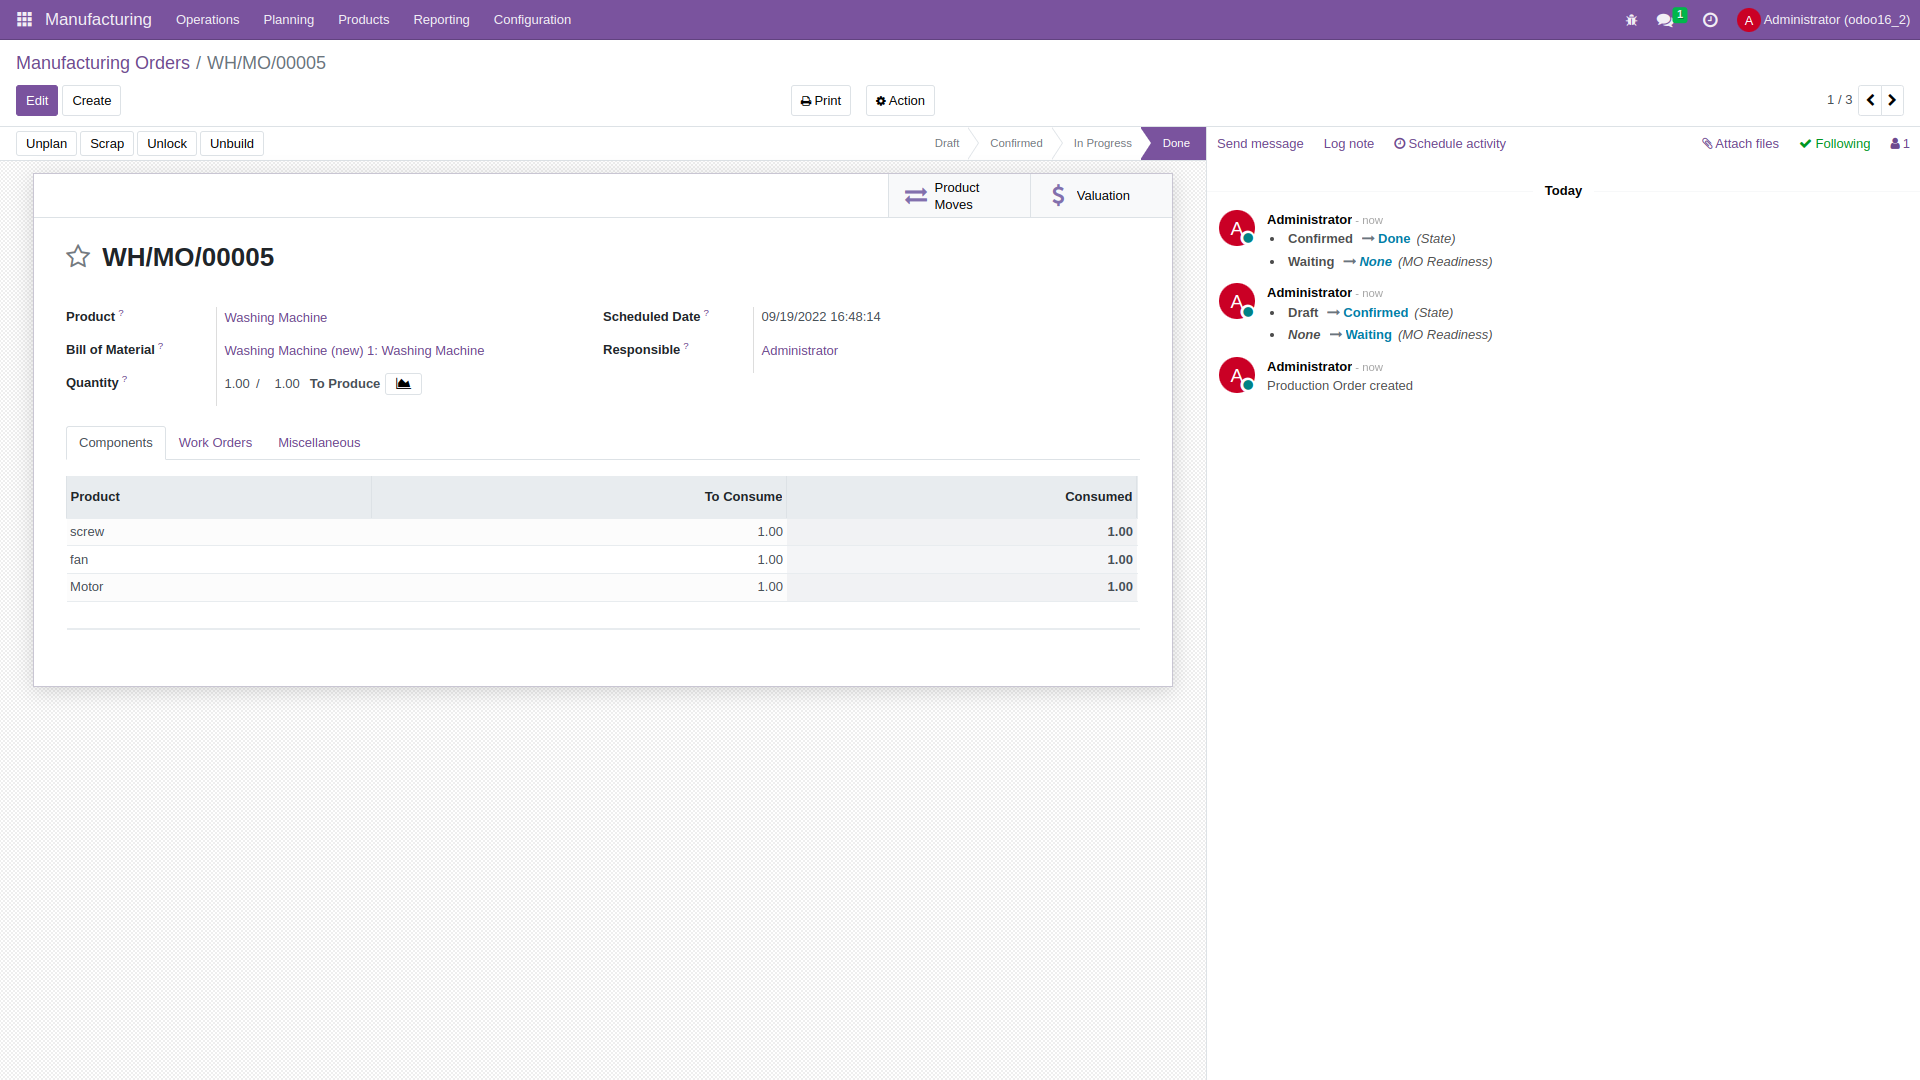 Manufacturing Operations Planning Products Reporting Configuration 1 A Administrator (odoo16_2)
Manufacturing Orders / WH/MO/00005
Edit Create Print Action 1 / 3
Unplan Scrap Unlock Unbuild Draft Confirmed In Progress Done
Send message Log note Schedule activity Attach files Following 1
Product
Moves
Valuation
WH/MO/00005
Product ? Washing Machine
Bill of Material ? Washing Machine (new) 1: Washing Machine
Quantity ? 1.00 / 1.00 To Produce
Scheduled Date ? 09/19/2022 16:48:14
Responsible ? Administrator
Components Work Orders Miscellaneous
Product To Consume Consumed
screw 1.00 1.00
fan 1.00 1.00
Motor 1.00 1.00
Today
A Administrator - now
• Confirmed → Done (State)
• Waiting → None (MO Readiness)
A Administrator - now
• Draft → Confirmed (State)
• None → Waiting (MO Readiness)
A Administrator - now
Production Order created